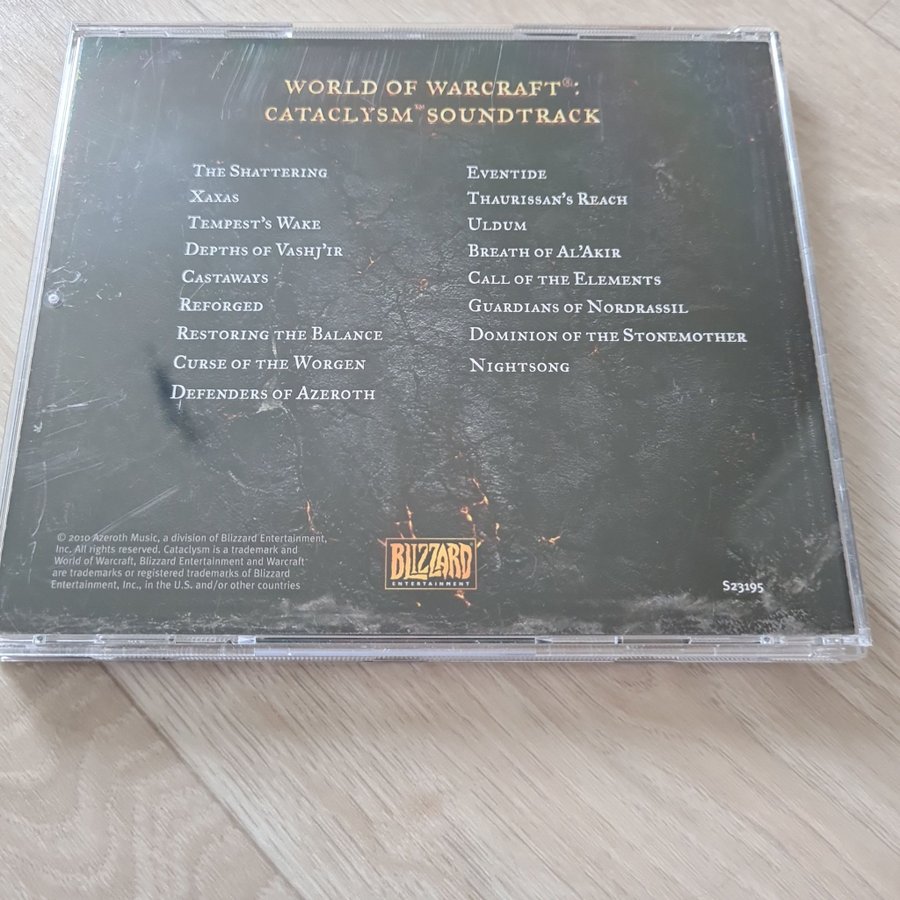 WORLD OF WARCRAFT®:
CATACLYSM™ SOUNDTRACK
THE SHATTERING
XAXAS
TEMPEST'S WAKE
DEPTHS OF VASHJ'IR
CASTAWAYS
REFORGED
RESTORING THE BALANCE
CURSE OF THE WORGEN
DEFENDERS OF AZEROTH
EVENTIDE
THAURISSAN'S REACH
ULDUM
BREATH OF AL'AKIR
CALL OF THE ELEMENTS
GUARDIANS OF NORDRASSIL
DOMINION OF THE STONEMOTHER
NIGHTSONG
© 2010 Azeroth Music, a division of Blizzard Entertainment,
Inc. All rights reserved. Cataclysm is a trademark and
World of Warcraft, Blizzard Entertainment and Warcraft
are trademarks or registered trademarks of Blizzard
Entertainment, Inc., in the U.S. and/or other countries
BLIZZARD
ENTERTAINMENT
S23195